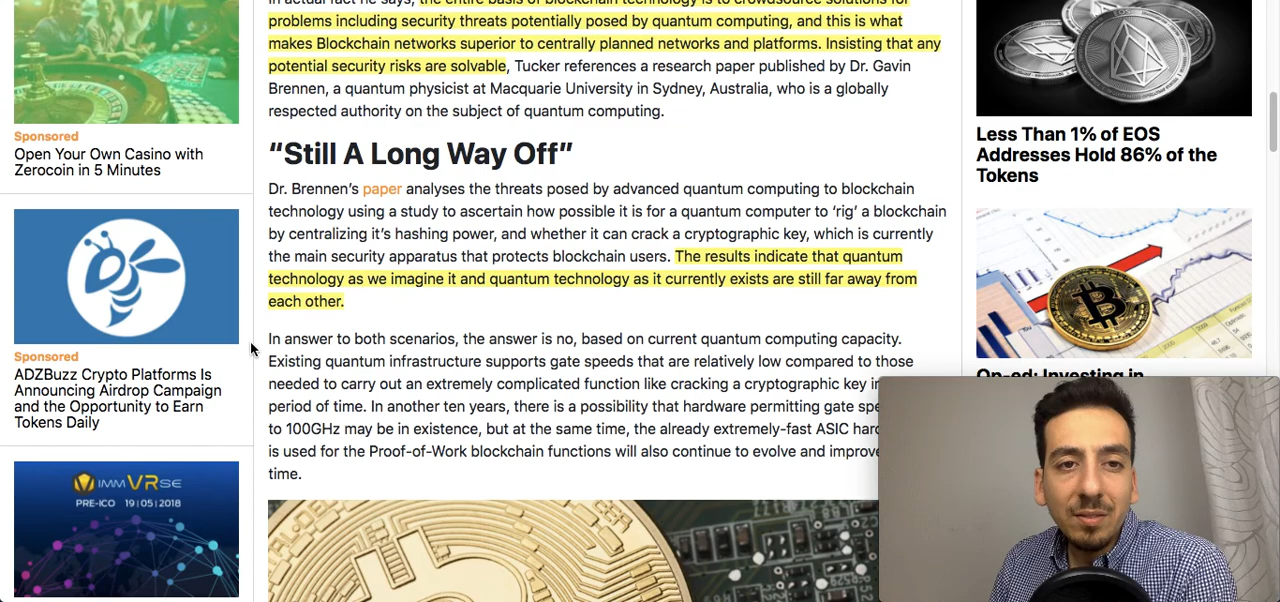 Sponsored
Open Your Own Casino with
Zerocoin in 5 Minutes
Sponsored
ADZBuzz Crypto Platforms Is
Announcing Airdrop Campaign
and the Opportunity to Earn
Tokens Daily
IMMVRSE
PRE-ICO 19|05|2018
In actual fact he says, the entire basis of blockchain technology is to crowdsource solutions for
problems including security threats potentially posed by quantum computing, and this is what
makes Blockchain networks superior to centrally planned networks and platforms. Insisting that any
potential security risks are solvable, Tucker references a research paper published by Dr. Gavin
Brennen, a quantum physicist at Macquarie University in Sydney, Australia, who is a globally
respected authority on the subject of quantum computing.
“Still A Long Way Off”
Dr. Brennen’s paper analyses the threats posed by advanced quantum computing to blockchain
technology using a study to ascertain how possible it is for a quantum computer to ‘rig’ a blockchain
by centralizing it’s hashing power, and whether it can crack a cryptographic key, which is currently
the main security apparatus that protects blockchain users. The results indicate that quantum
technology as we imagine it and quantum technology as it currently exists are still far away from
each other.
In answer to both scenarios, the answer is no, based on current quantum computing capacity.
Existing quantum infrastructure supports gate speeds that are relatively low compared to those
needed to carry out an extremely complicated function like cracking a cryptographic key in
period of time. In another ten years, there is a possibility that hardware permitting gate spe
to 100GHz may be in existence, but at the same time, the already extremely-fast ASIC hard
is used for the Proof-of-Work blockchain functions will also continue to evolve and improve
time.
Less Than 1% of EOS
Addresses Hold 86% of the
Tokens
Op-ed: Investing in